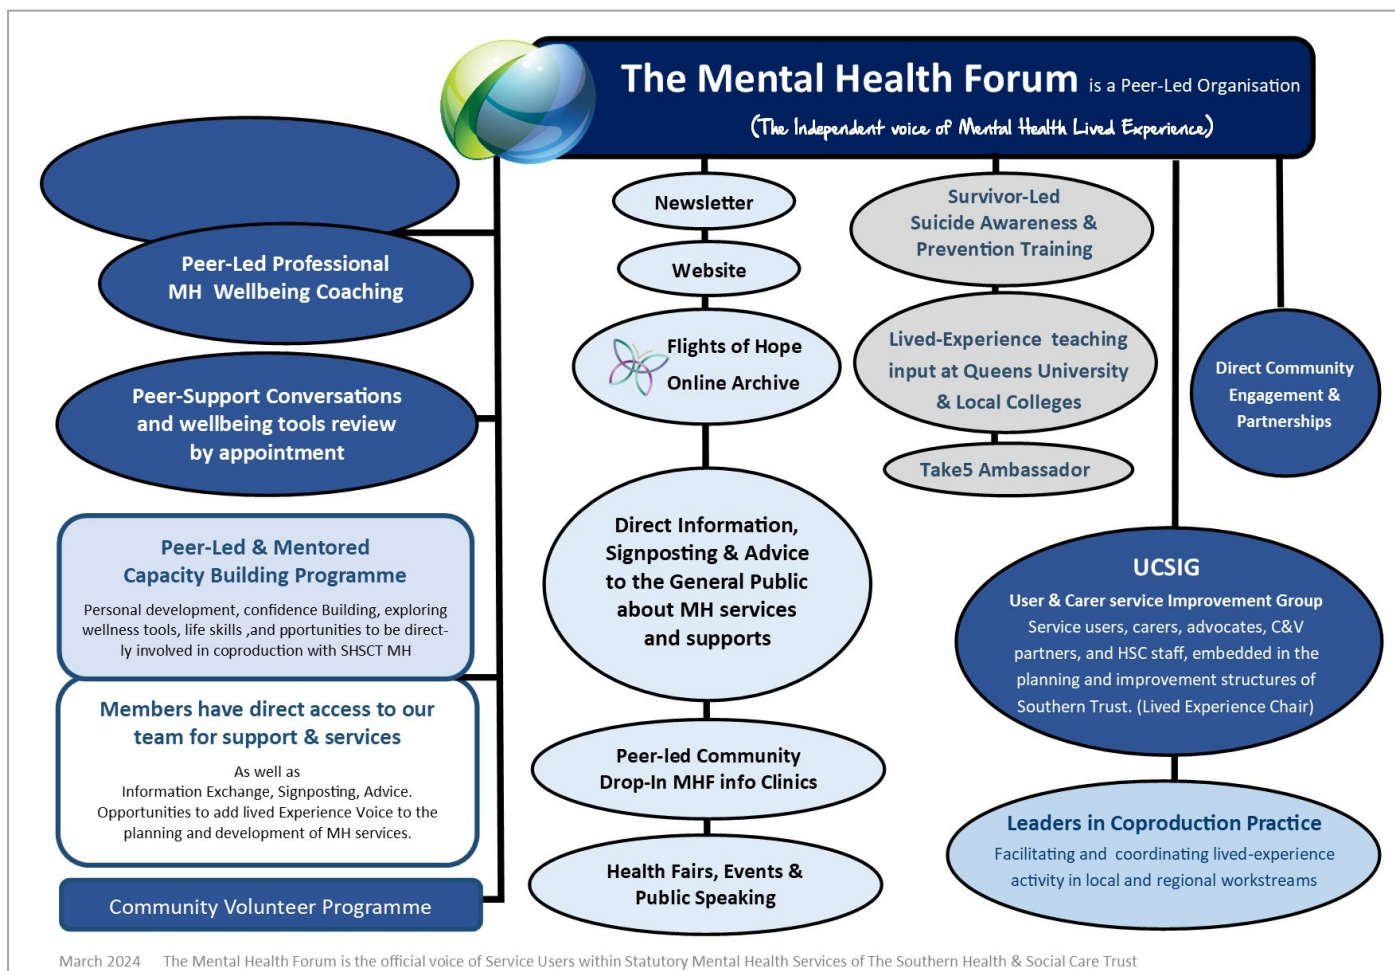 The Mental Health Forum is a Peer-Led Organisation
(The Independent voice of Mental Health Lived Experience)
Peer-Led Professional
MH Wellbeing Coaching
Peer-Support Conversations
and wellbeing tools review
by appointment
Peer-Led & Mentored
Capacity Building Programme
Personal development, confidence Building, exploring
wellness tools, life skills ,and pportunities to be direct-
ly involved in coproduction with SHSCT MH
Members have direct access to our
team for support & services
As well as
Information Exchange, Signposting, Advice.
Opportunities to add lived Experience Voice to the
planning and development of MH services.
Community Volunteer Programme
Newsletter
Website
Flights of Hope
Online Archive
Direct Information,
Signposting & Advice
to the General Public
about MH services
and supports
Peer-led Community
Drop-In MHF info Clinics
Health Fairs, Events &
Public Speaking
Survivor-Led
Suicide Awareness &
Prevention Training
Lived-Experience teaching
input at Queens University
& Local Colleges
Take5 Ambassador
Direct Community
Engagement &
Partnerships
UCSIG
User & Carer service Improvement Group
Service users, carers, advocates, C&V
partners, and HSC staff, embedded in the
planning and improvement structures of
Southern Trust. (Lived Experience Chair)
Leaders in Coproduction Practice
Facilitating and coordinating lived-experience
activity in local and regional workstreams
March 2024 The Mental Health Forum is the official voice of Service Users within Statutory Mental Health Services of The Southern Health & Social Care Trust